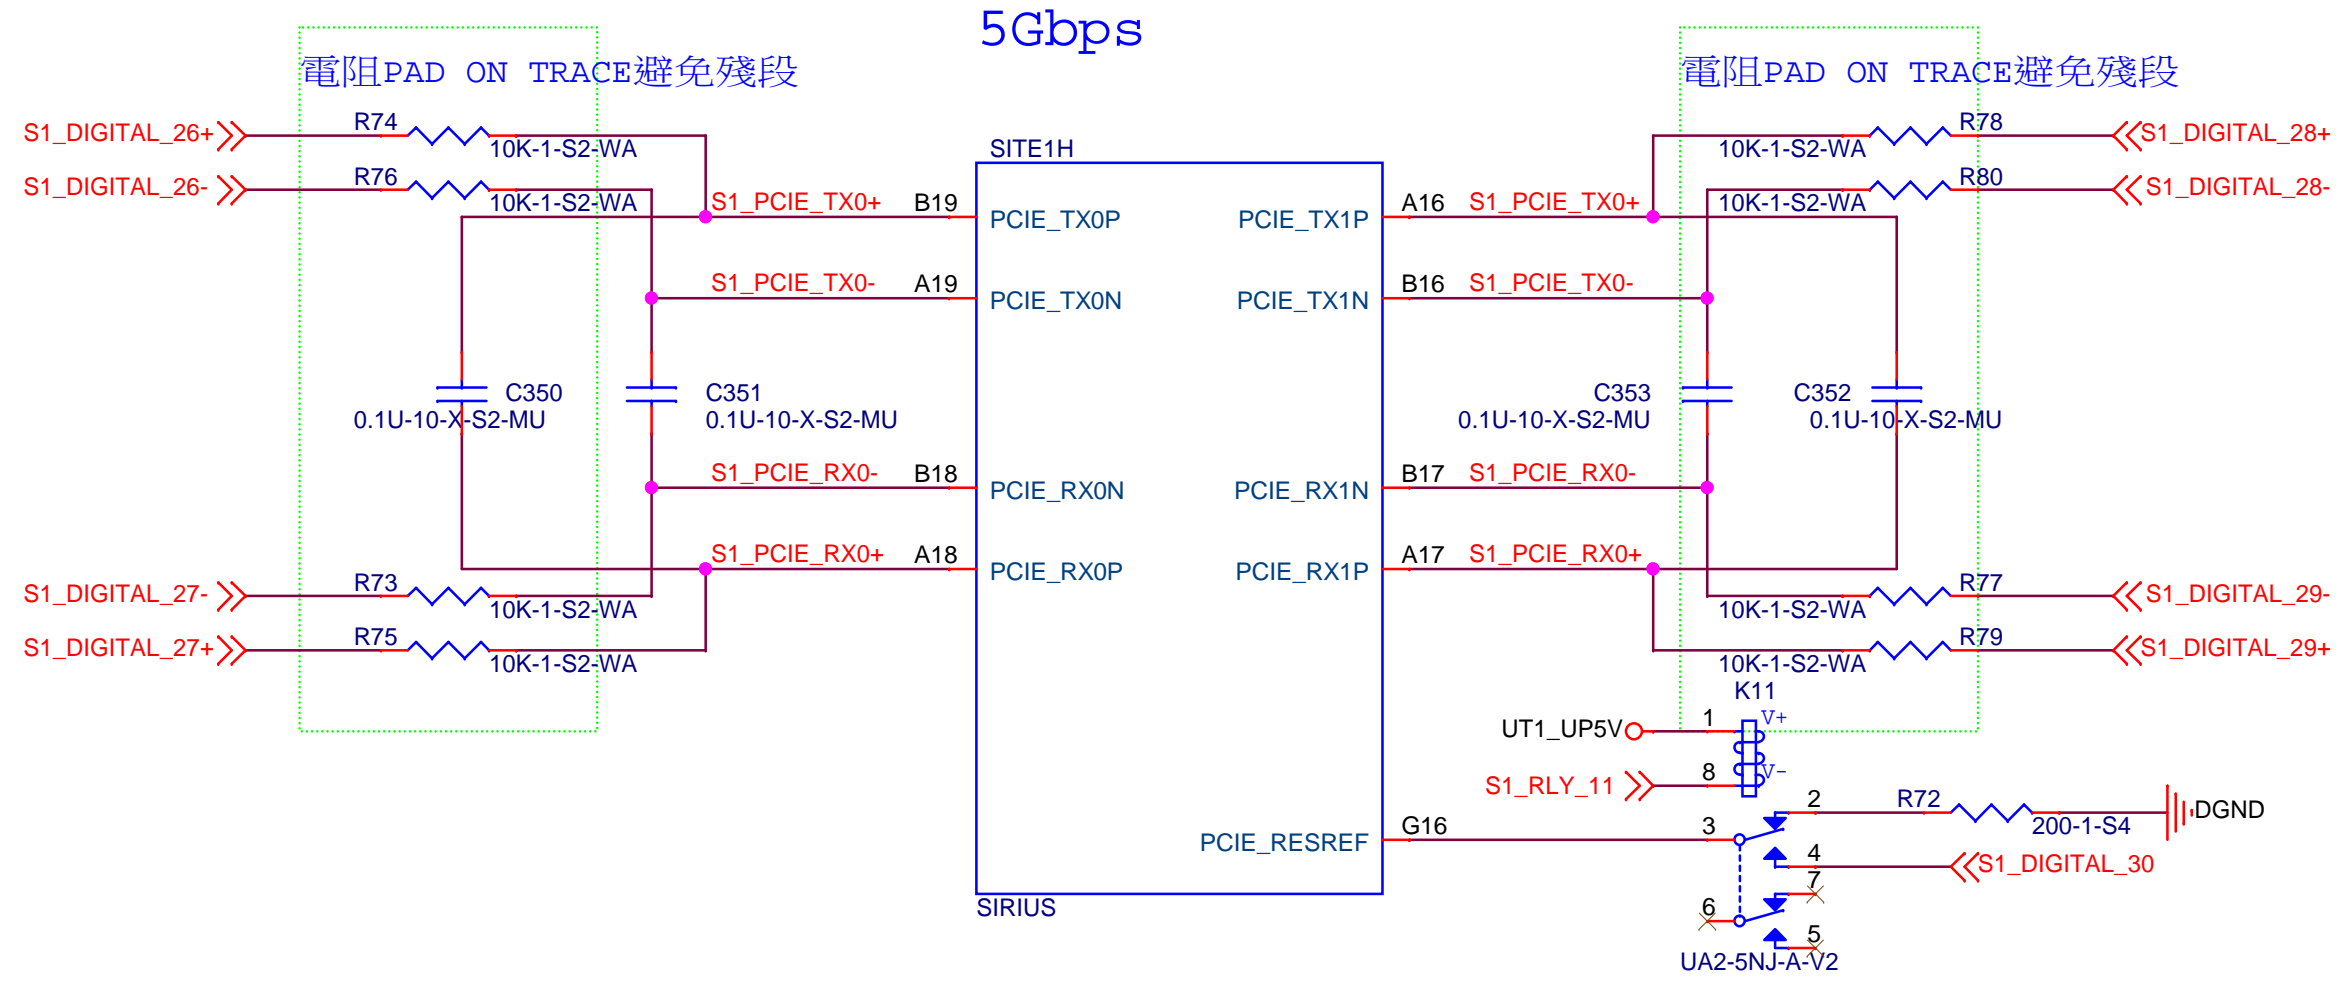 5Gbps
電阻PAD ON TRACE避免殘段
電阻PAD ON TRACE避免殘段
S1_DIGITAL_26+
R74
10K-1-S2-WA
S1_DIGITAL_26-
R76
10K-1-S2-WA
S1_PCIE_TX0+
B19
S1_PCIE_TX0-
A19
C350
0.1U-10-X-S2-MU
C351
0.1U-10-X-S2-MU
S1_PCIE_RX0-
B18
S1_PCIE_RX0+
A18
S1_DIGITAL_27-
R73
10K-1-S2-WA
S1_DIGITAL_27+
R75
10K-1-S2-WA
SITE1H
PCIE_TX0P
PCIE_TX1P
PCIE_TX0N
PCIE_TX1N
PCIE_RX0N
PCIE_RX1N
PCIE_RX0P
PCIE_RX1P
PCIE_RESREF
SIRIUS
R78
S1_DIGITAL_28+
10K-1-S2-WA
R80
S1_DIGITAL_28-
10K-1-S2-WA
A16
S1_PCIE_TX0+
B16
S1_PCIE_TX0-
C353
0.1U-10-X-S2-MU
C352
0.1U-10-X-S2-MU
B17
S1_PCIE_RX0-
A17
S1_PCIE_RX0+
R77
S1_DIGITAL_29-
10K-1-S2-WA
R79
S1_DIGITAL_29+
10K-1-S2-WA
K11
UT1_UP5V
1
V+
S1_RLY_11
8
V-
G16
3
2
R72
200-1-S4
DGND
4
S1_DIGITAL_30
7
6
5
UA2-5NJ-A-V2